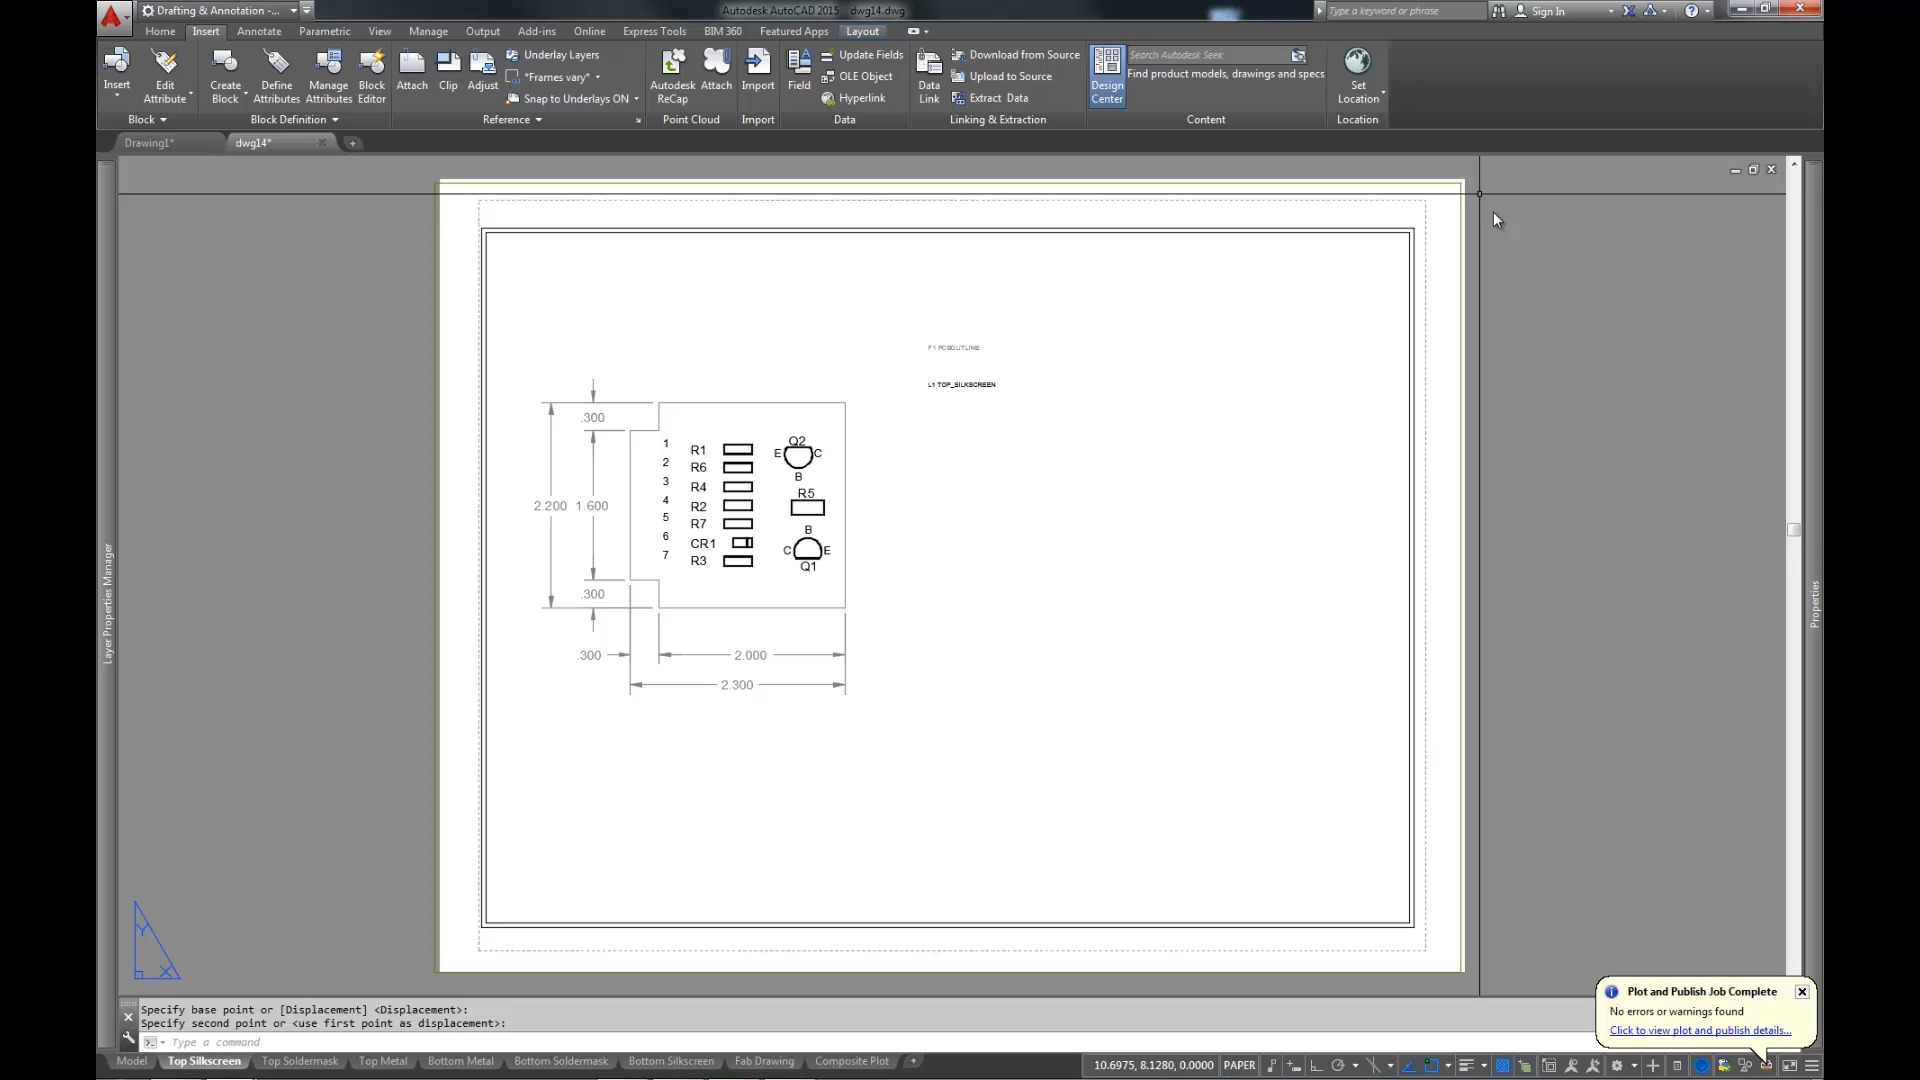 Drafting & Annotation -...
Autodesk AutoCAD 2015 dwg14.dwg
Type a keyword or phrase
Sign In
Home Insert Annotate Parametric View Manage Output Add-ins Online Express Tools BIM 360 Featured Apps Layout
Insert
Edit Attribute
Create Block
Define Attributes
Manage Attributes
Block Editor
Attach
Clip
Adjust
Underlay Layers
*Frames vary*
Snap to Underlays ON
Autodesk ReCap
Attach
Import
Field
Update Fields
OLE Object
Hyperlink
Data Link
Download from Source
Upload to Source
Extract Data
Design Center
Search Autodesk Seek
Find product models, drawings and specs
Set Location
Block
Block Definition
Reference
Point Cloud
Import
Data
Linking & Extraction
Content
Location
Drawing1*
dwg14*
F1 PCBOUTLINE
L1 TOP_SILKSCREEN
.300
2.200
1.600
.300
.300
2.000
2.300
1
2
3
4
5
6
7
R1
R6
R4
R2
R7
CR1
R3
Q2
E C
B
R5
B
C E
Q1
Layer Properties Manager
Properties
Y
X
Specify base point or [Displacement] <Displacement>:
Specify second point or <use first point as displacement>:
Type a command
Plot and Publish Job Complete
No errors or warnings found
Click to view plot and publish details...
Model Top Silkscreen Top Soldermask Top Metal Bottom Metal Bottom Soldermask Bottom Silkscreen Fab Drawing Composite Plot
10.6975, 8.1280, 0.0000 PAPER